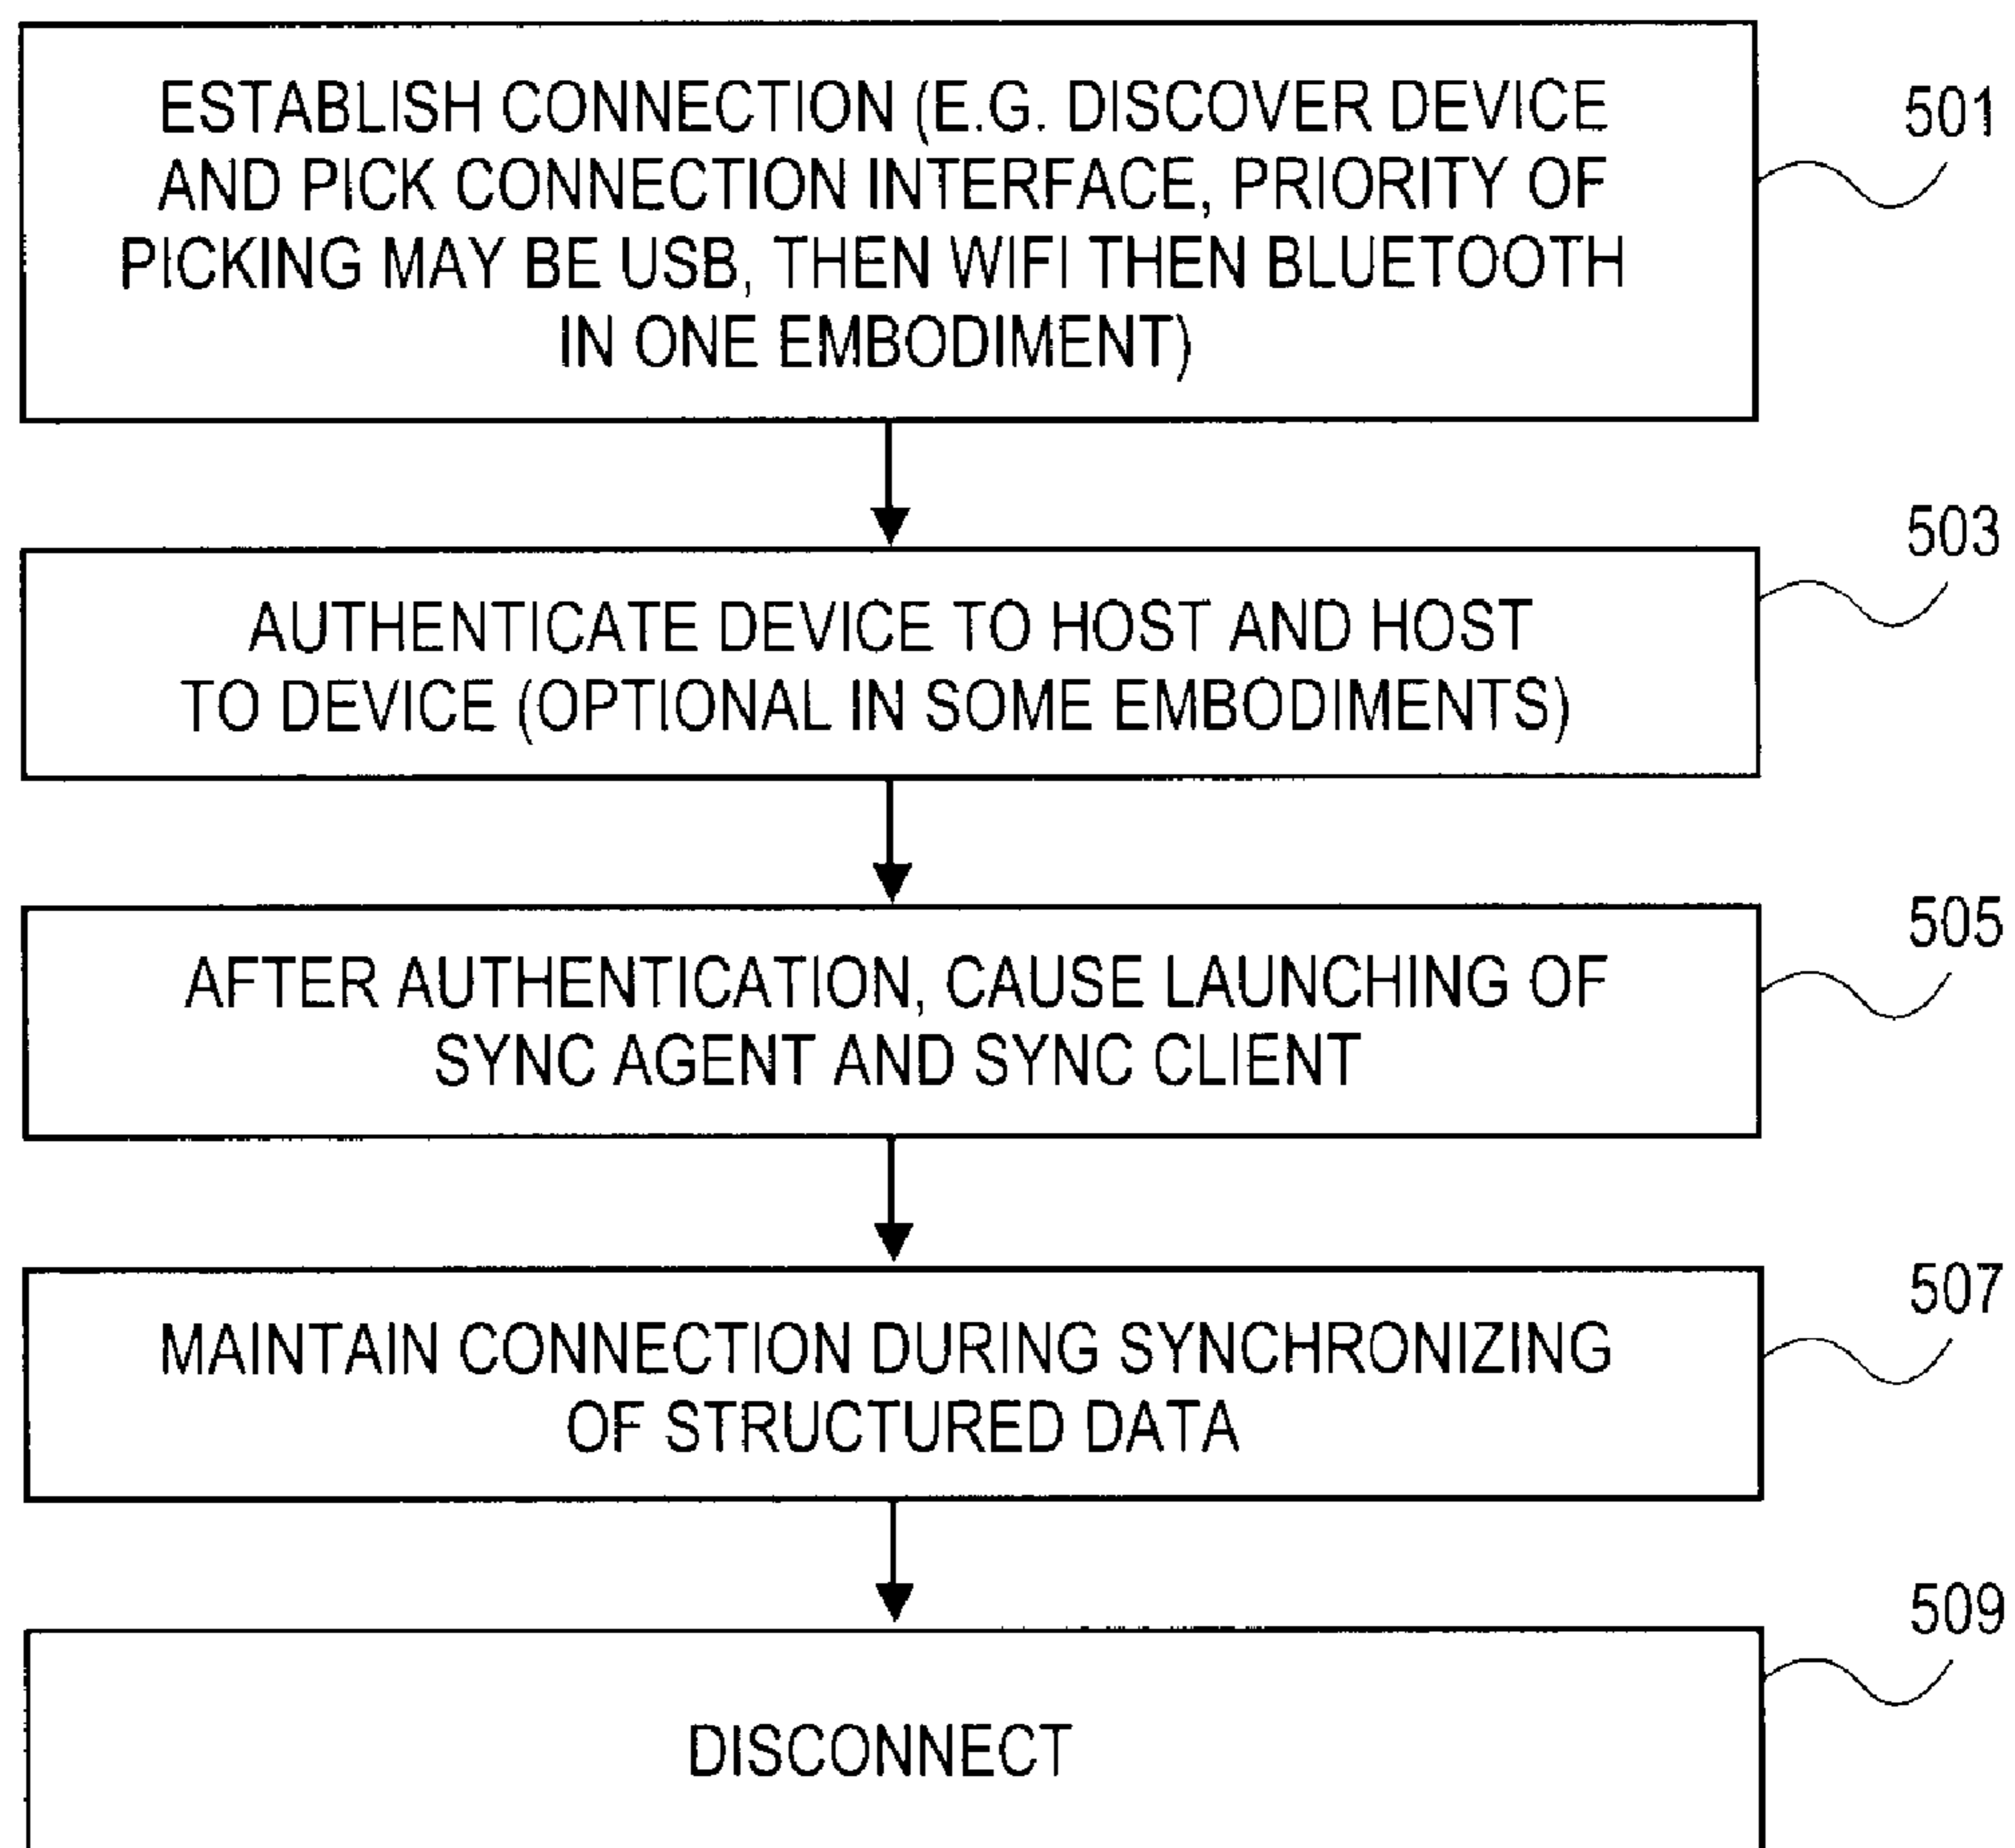 ESTABLISH CONNECTION (E.G. DISCOVER DEVICE
AND PICK CONNECTION INTERFACE, PRIORITY OF
PICKING MAY BE USB, THEN WIFI THEN BLUETOOTH
IN ONE EMBODIMENT)
501
AUTHENTICATE DEVICE TO HOST AND HOST
TO DEVICE (OPTIONAL IN SOME EMBODIMENTS)
503
AFTER AUTHENTICATION, CAUSE LAUNCHING OF
SYNC AGENT AND SYNC CLIENT
505
MAINTAIN CONNECTION DURING SYNCHRONIZING
OF STRUCTURED DATA
507
DISCONNECT
509